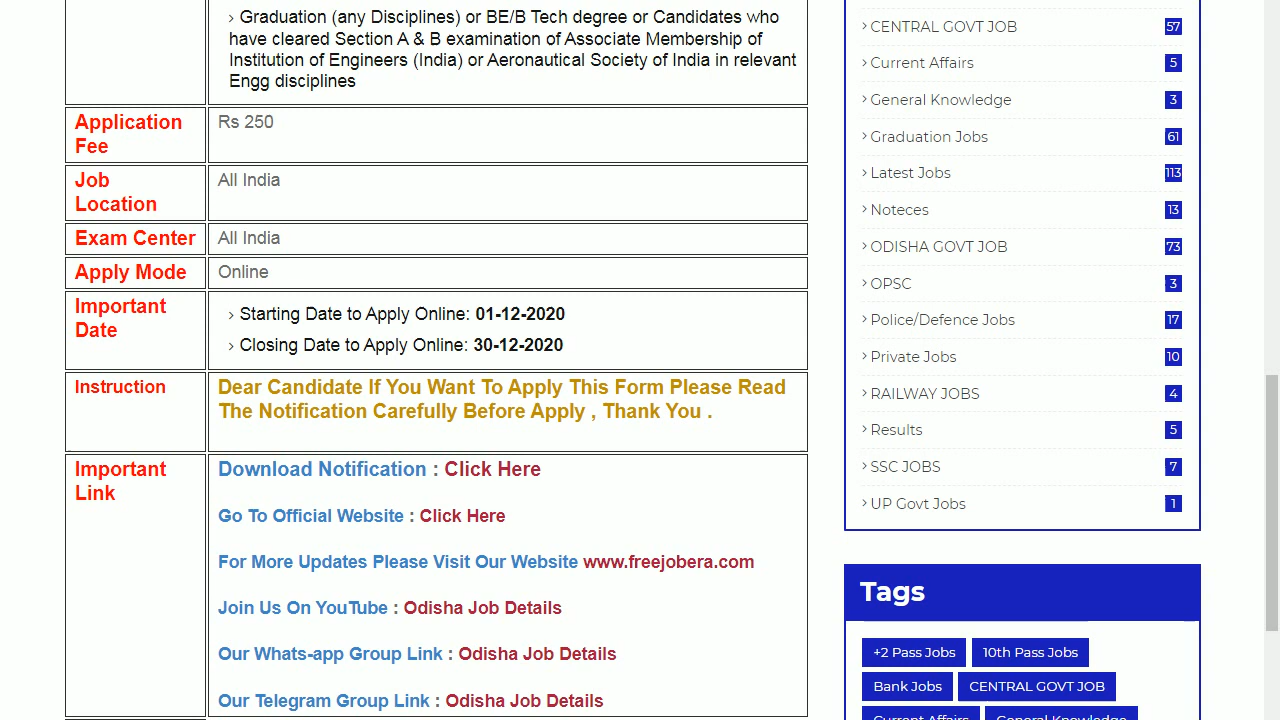 Graduation (any Disciplines) or BE/B Tech degree or Candidates who
have cleared Section A & B examination of Associate Membership of
Institution of Engineers (India) or Aeronautical Society of India in relevant
Engg disciplines
Application
Fee
Rs 250
Job
Location
All India
Exam Center
All India
Apply Mode
Online
Important
Date
Starting Date to Apply Online: 01-12-2020
Closing Date to Apply Online: 30-12-2020
Instruction
Dear Candidate If You Want To Apply This Form Please Read
The Notification Carefully Before Apply , Thank You .
Important
Link
Download Notification : Click Here
Go To Official Website : Click Here
For More Updates Please Visit Our Website www.freejobera.com
Join Us On YouTube : Odisha Job Details
Our Whats-app Group Link : Odisha Job Details
Our Telegram Group Link : Odisha Job Details
CENTRAL GOVT JOB 57
Current Affairs 5
General Knowledge 3
Graduation Jobs 61
Latest Jobs 113
Noteces 13
ODISHA GOVT JOB 73
OPSC 3
Police/Defence Jobs 17
Private Jobs 10
RAILWAY JOBS 4
Results 5
SSC JOBS 7
UP Govt Jobs 1
Tags
+2 Pass Jobs 10th Pass Jobs
Bank Jobs CENTRAL GOVT JOB
Current Affairs General Knowledge